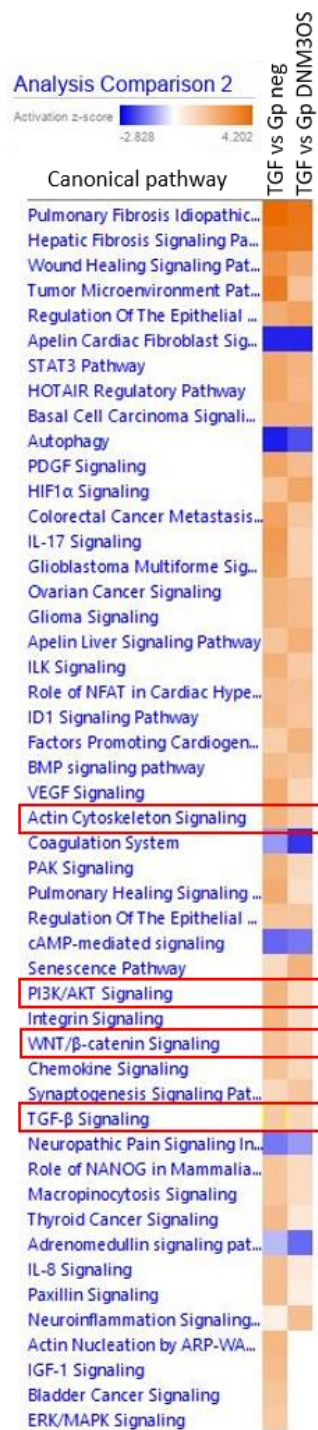 Analysis Comparison 2
Activation z-score
-2.828 4.202
TGF vs Gp neg
TGF vs Gp DNM3OS
Canonical pathway
Pulmonary Fibrosis Idiopathic...
Hepatic Fibrosis Signaling Pa...
Wound Healing Signaling Pat...
Tumor Microenvironment Pat...
Regulation Of The Epithelial ...
Apelin Cardiac Fibroblast Sig...
STAT3 Pathway
HOTAIR Regulatory Pathway
Basal Cell Carcinoma Signali...
Autophagy
PDGF Signaling
HIF1α Signaling
Colorectal Cancer Metastasis...
IL-17 Signaling
Glioblastoma Multiforme Sig...
Ovarian Cancer Signaling
Glioma Signaling
Apelin Liver Signaling Pathway
ILK Signaling
Role of NFAT in Cardiac Hype...
ID1 Signaling Pathway
Factors Promoting Cardiogen...
BMP signaling pathway
VEGF Signaling
Actin Cytoskeleton Signaling
Coagulation System
PAK Signaling
Pulmonary Healing Signaling ...
Regulation Of The Epithelial ...
cAMP-mediated signaling
Senescence Pathway
PI3K/AKT Signaling
Integrin Signaling
WNT/β-catenin Signaling
Chemokine Signaling
Synaptogenesis Signaling Pat...
TGF-β Signaling
Neuropathic Pain Signaling In...
Role of NANOG in Mammalia...
Macropinocytosis Signaling
Thyroid Cancer Signaling
Adrenomedullin signaling pat...
IL-8 Signaling
Paxillin Signaling
Neuroinflammation Signaling...
Actin Nucleation by ARP-WA...
IGF-1 Signaling
Bladder Cancer Signaling
ERK/MAPK Signaling